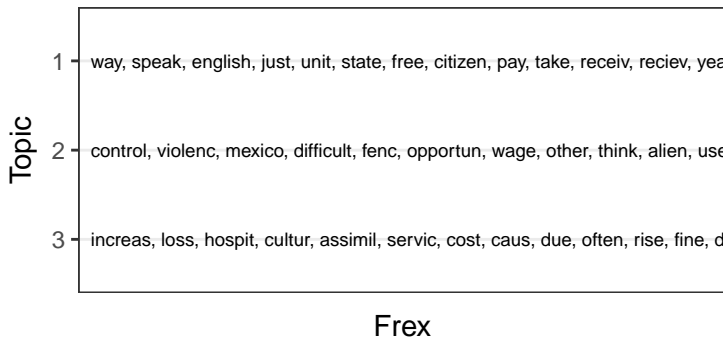 1 way, speak, english, just, unit, state, free, citizen, pay, take, receiv, reciev, yea
2 control, violenc, mexico, difficult, fenc, opportun, wage, other, think, alien, use
3 increas, loss, hospit, cultur, assimil, servic, cost, caus, due, often, rise, fine, d
Topic
Frex